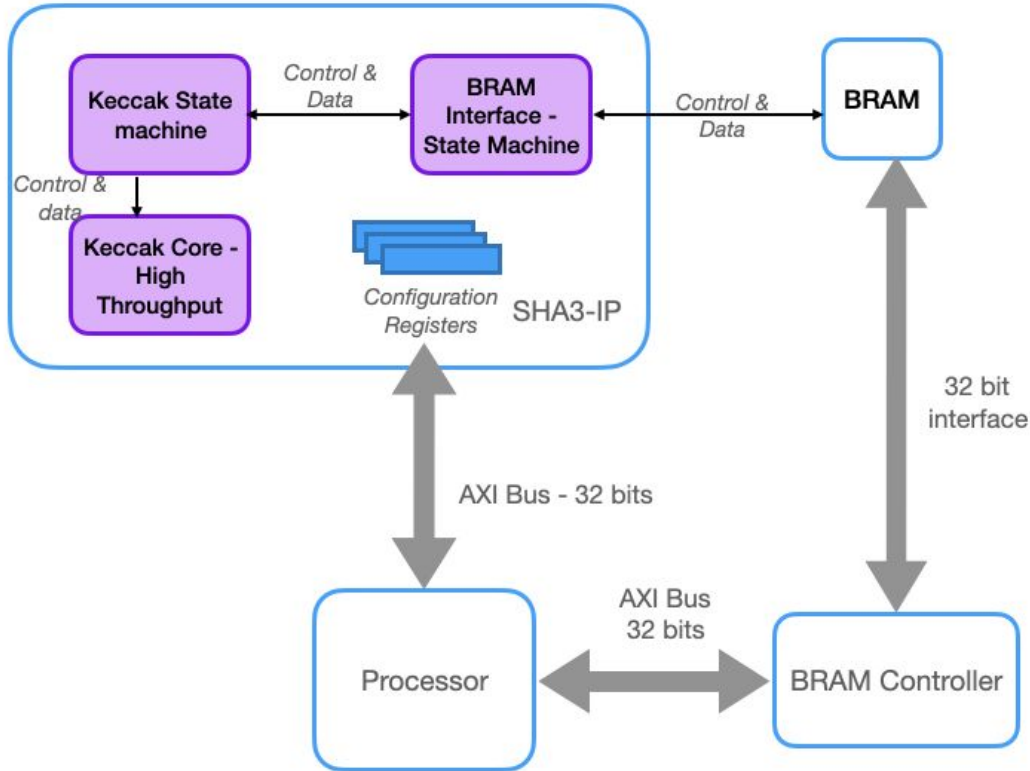 Keccak State
machine
Control &
Data
BRAM
Interface -
State Machine
Control &
Data
BRAM
Control &
data
Keccak Core -
High
Throughput
Configuration
Registers
SHA3-IP
32 bit
interface
AXI Bus - 32 bits
AXI Bus
32 bits
Processor
BRAM Controller